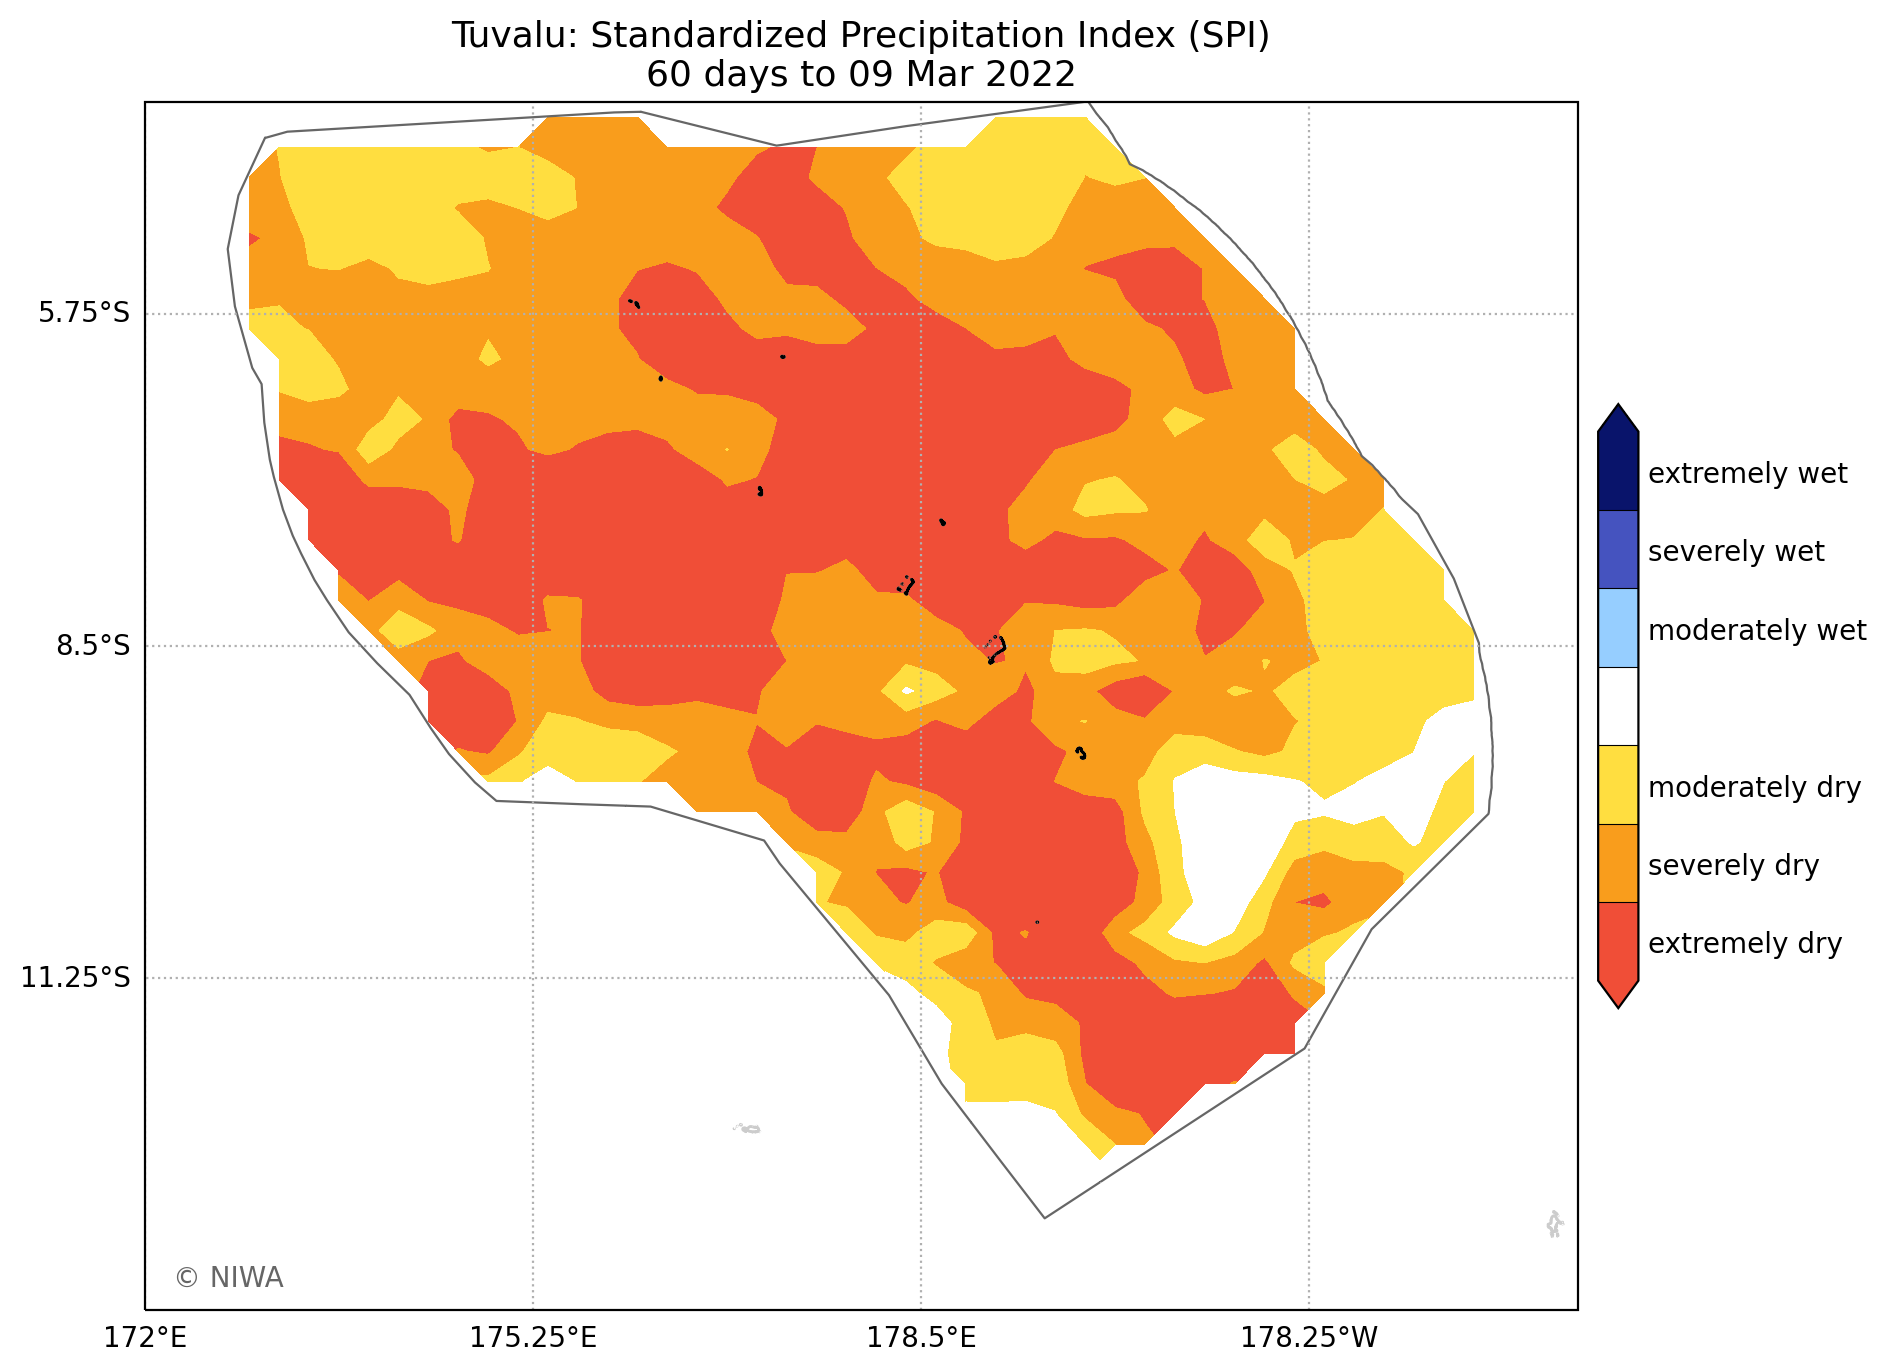 Tuvalu: Standardized Precipitation Index (SPI)
60 days to 09 Mar 2022
5.75°S
8.5°S
11.25°S
172°E
175.25°E
178.5°E
178.25°W
extremely wet
severely wet
moderately wet
moderately dry
severely dry
extremely dry
© NIWA